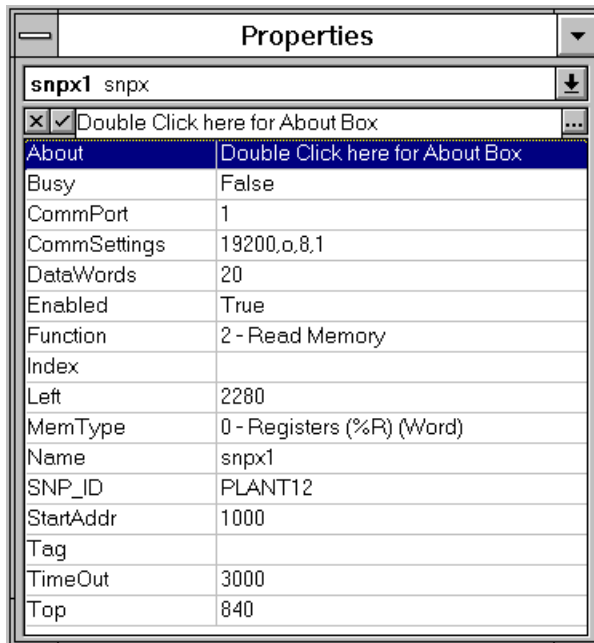 Properties
snpx1 snpx
Double Click here for About Box ...
About Double Click here for About Box
Busy False
CommPort 1
CommSettings 19200,o,8,1
DataWords 20
Enabled True
Function 2 - Read Memory
Index
Left 2280
MemType 0 - Registers (%R) (Word)
Name snpx1
SNP_ID PLANT12
StartAddr 1000
Tag
TimeOut 3000
Top 840